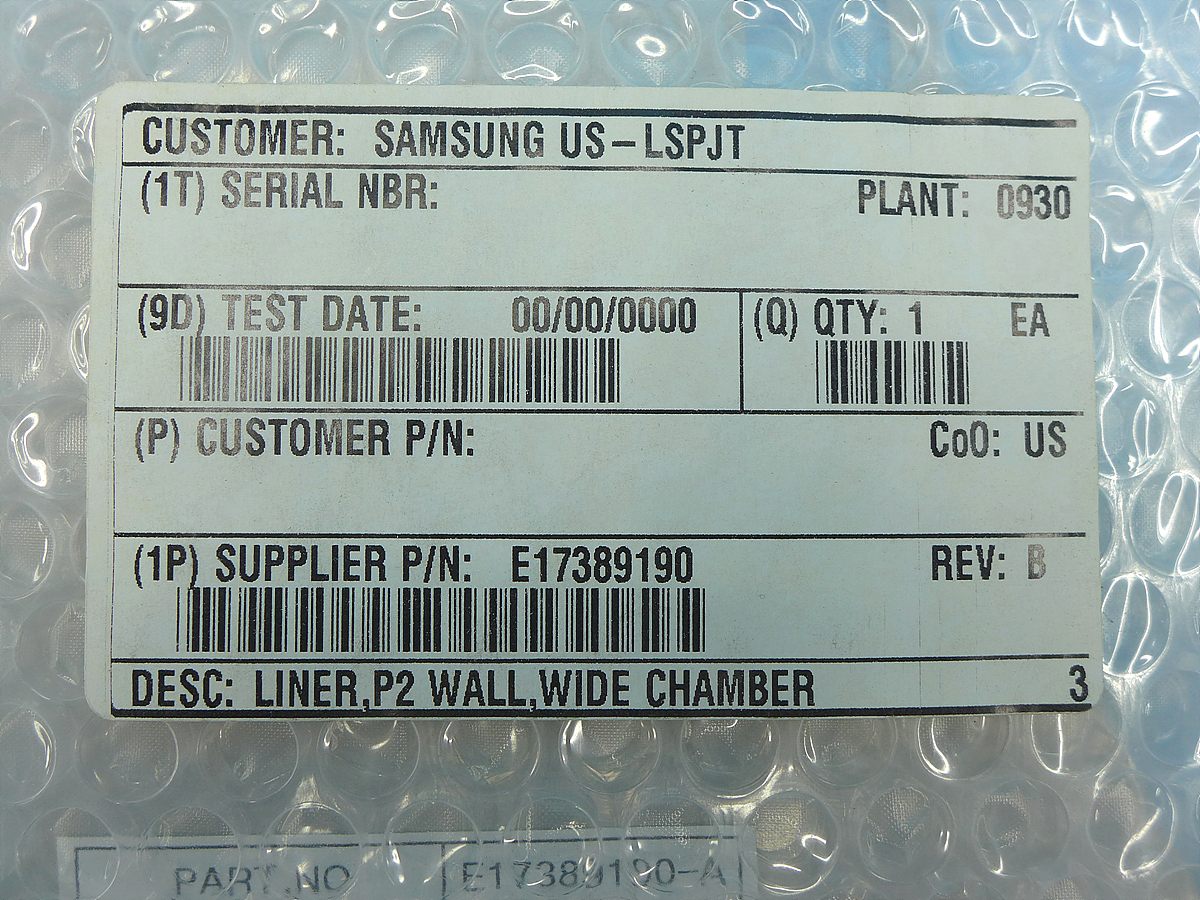 CUSTOMER: SAMSUNG US-LSPJT
(1T) SERIAL NBR: PLANT: 0930
(9D) TEST DATE: 00/00/0000 (Q) QTY: 1 EA
(P) CUSTOMER P/N: CoO: US
(1P) SUPPLIER P/N: E17389190 REV: B
DESC: LINER,P2 WALL,WIDE CHAMBER 3
PART.NO E17389190-A